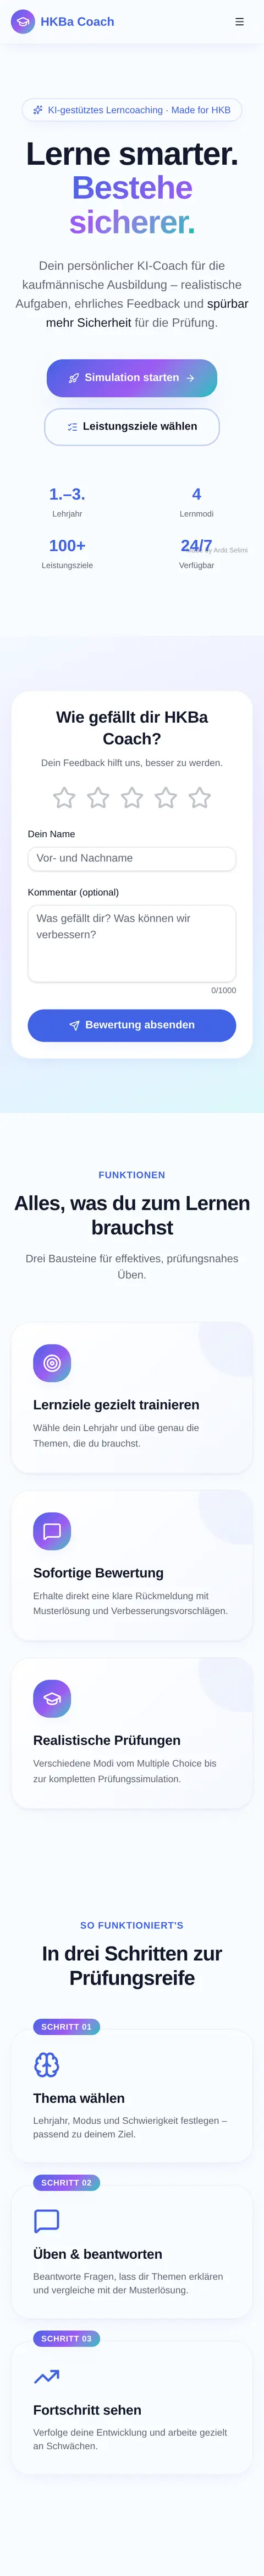 HKBa Coach
KI-gestütztes Lerncoaching · Made for HKB
Lerne smarter.
Bestehe
sicherer.
Dein persönlicher KI-Coach für die
kaufmännische Ausbildung – realistische
Aufgaben, ehrliches Feedback und spürbar
mehr Sicherheit für die Prüfung.
Simulation starten
Leistungsziele wählen
1.–3.
Lehrjahr
4
Lernmodi
100+
Leistungsziele
24/7
by Ardit Selimi
Verfügbar
Wie gefällt dir HKBa
Coach?
Dein Feedback hilft uns, besser zu werden.
Dein Name
Vor- und Nachname
Kommentar (optional)
Was gefällt dir? Was können wir
verbessern?
0/1000
Bewertung absenden
FUNKTIONEN
Alles, was du zum Lernen
brauchst
Drei Bausteine für effektives, prüfungsnahes
Üben.
Lernziele gezielt trainieren
Wähle dein Lehrjahr und übe genau die
Themen, die du brauchst.
Sofortige Bewertung
Erhalte direkt eine klare Rückmeldung mit
Musterlösung und Verbesserungsvorschlägen.
Realistische Prüfungen
Verschiedene Modi vom Multiple Choice bis
zur kompletten Prüfungssimulation.
SO FUNKTIONIERT'S
In drei Schritten zur
Prüfungsreife
SCHRITT 01
Thema wählen
Lehrjahr, Modus und Schwierigkeit festlegen –
passend zu deinem Ziel.
SCHRITT 02
Üben & beantworten
Beantworte Fragen, lass dir Themen erklären
und vergleiche mit der Musterlösung.
SCHRITT 03
Fortschritt sehen
Verfolge deine Entwicklung und arbeite gezielt
an Schwächen.